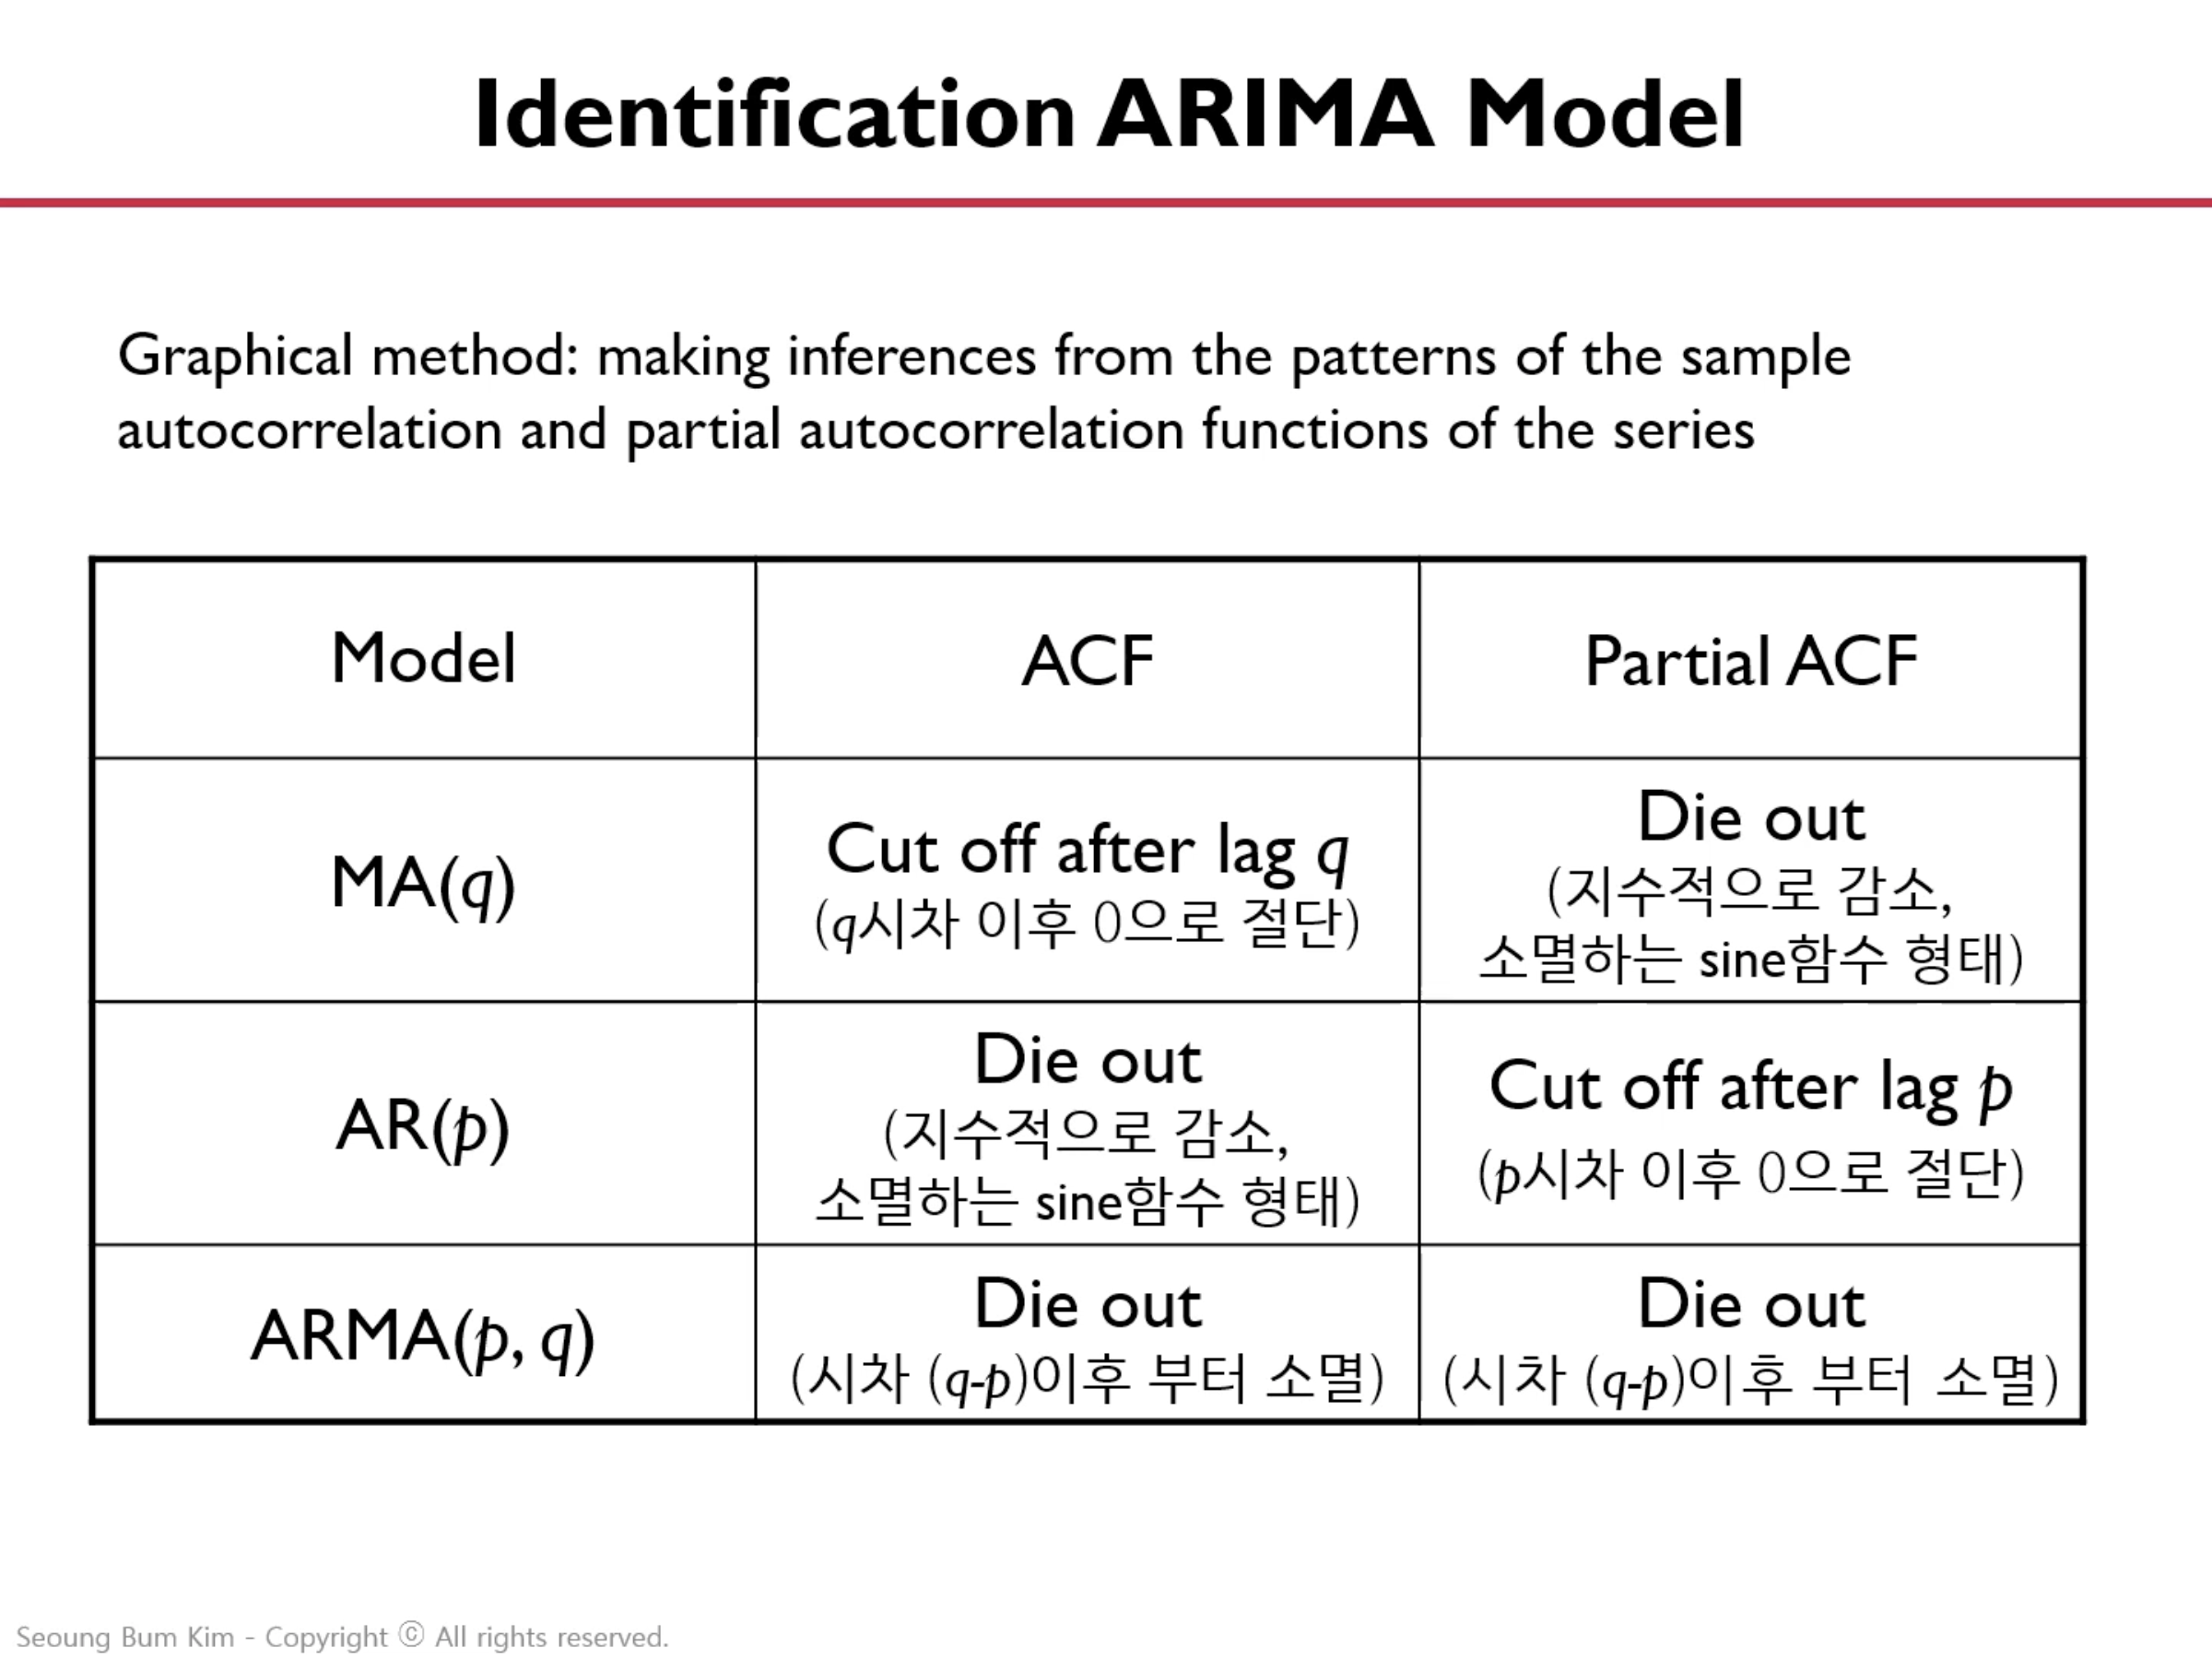 Identification ARIMA Model
Graphical method: making inferences from the patterns of the sample
autocorrelation and partial autocorrelation functions of the series
Model
ACF
Partial ACF
MA(q)
Cut off after lag q
(q시차 이후 0으로 절단)
Die out
(지수적으로 감소,
소멸하는 sine함수 형태)
AR(p)
Die out
(지수적으로 감소,
소멸하는 sine함수 형태)
Cut off after lag p
(p시차 이후 0으로 절단)
ARMA(p, q)
Die out
(시차 (q-p)이후 부터 소멸)
Die out
(시차 (q-p)이후 부터 소멸)
Seoung Bum Kim - Copyright ⓒ All rights reserved.